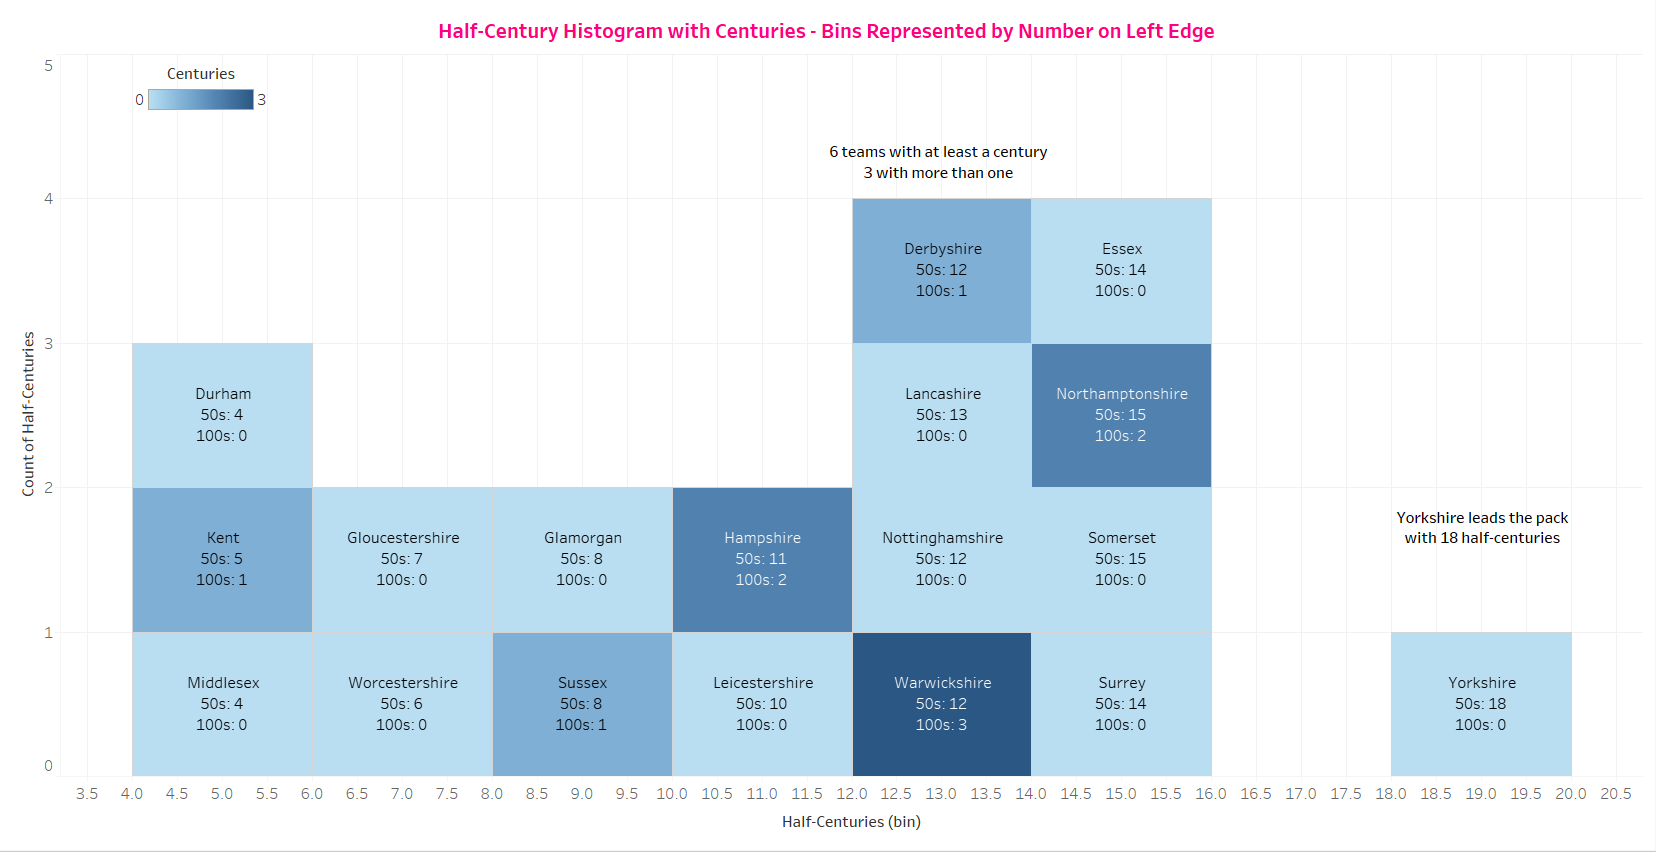 Half-Century Histogram with Centuries - Bins Represented by Number on Left Edge
Centuries
0 3
6 teams with at least a century
3 with more than one
Derbyshire
50s: 12
100s: 1
Essex
50s: 14
100s: 0
Durham
50s: 4
100s: 0
Lancashire
50s: 13
100s: 0
Northamptonshire
50s: 15
100s: 2
Kent
50s: 5
100s: 1
Gloucestershire
50s: 7
100s: 0
Glamorgan
50s: 8
100s: 0
Hampshire
50s: 11
100s: 2
Nottinghamshire
50s: 12
100s: 0
Somerset
50s: 15
100s: 0
Yorkshire leads the pack
with 18 half-centuries
Middlesex
50s: 4
100s: 0
Worcestershire
50s: 6
100s: 0
Sussex
50s: 8
100s: 1
Leicestershire
50s: 10
100s: 0
Warwickshire
50s: 12
100s: 3
Surrey
50s: 14
100s: 0
Yorkshire
50s: 18
100s: 0
Count of Half-Centuries
5
4
3
2
1
0
3.5 4.0 4.5 5.0 5.5 6.0 6.5 7.0 7.5 8.0 8.5 9.0 9.5 10.0 10.5 11.0 11.5 12.0 12.5 13.0 13.5 14.0 14.5 15.0 15.5 16.0 16.5 17.0 17.5 18.0 18.5 19.0 19.5 20.0 20.5
Half-Centuries (bin)